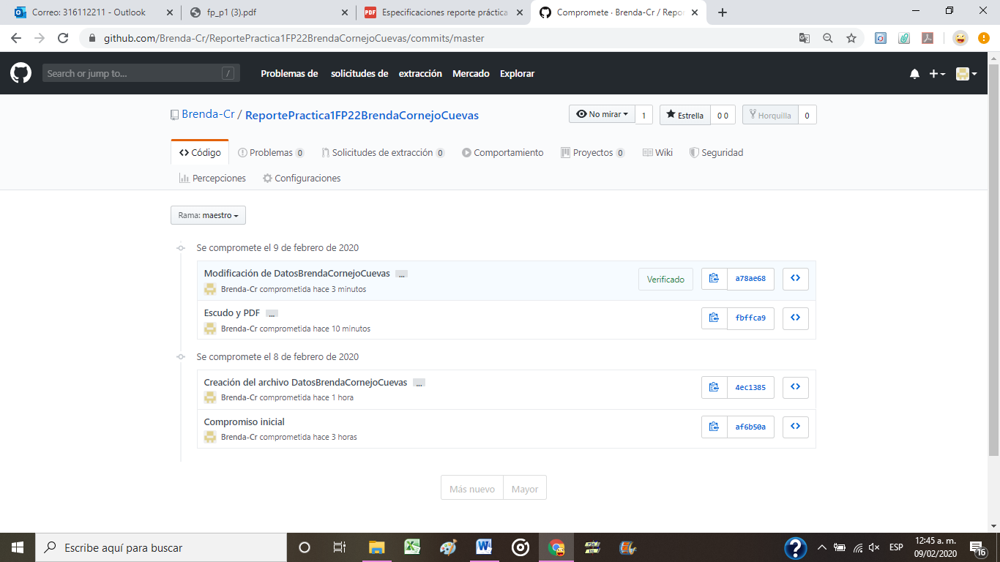 Correo: 316112211 - Outlook
fp_p1 (3).pdf
PDF
Especificaciones reporte práctica
Compromete · Brenda-Cr / Repor
github.com/Brenda-Cr/ReportePractica1FP22BrendaCornejoCuevas/commits/master
Search or jump to... /
Problemas de solicitudes de extracción Mercado Explorar
Brenda-Cr / ReportePractica1FP22BrendaCornejoCuevas
No mirar 1 Estrella 0 0 Horquilla 0
Código Problemas 0 Solicitudes de extracción 0 Comportamiento Proyectos 0 Wiki Seguridad
Percepciones Configuraciones
Rama: maestro
Se compromete el 9 de febrero de 2020
Modificación de DatosBrendaCornejoCuevas ...
Brenda-Cr comprometida hace 3 minutos
Verificado a78ae68
Escudo y PDF ...
Brenda-Cr comprometida hace 10 minutos
fbffca9
Se compromete el 8 de febrero de 2020
Creación del archivo DatosBrendaCornejoCuevas ...
Brenda-Cr comprometida hace 1 hora
4ec1385
Compromiso inicial
Brenda-Cr comprometida hace 3 horas
af6b50a
Más nuevo Mayor
Escribe aquí para buscar
ESP
12:45 a. m.
09/02/2020
16